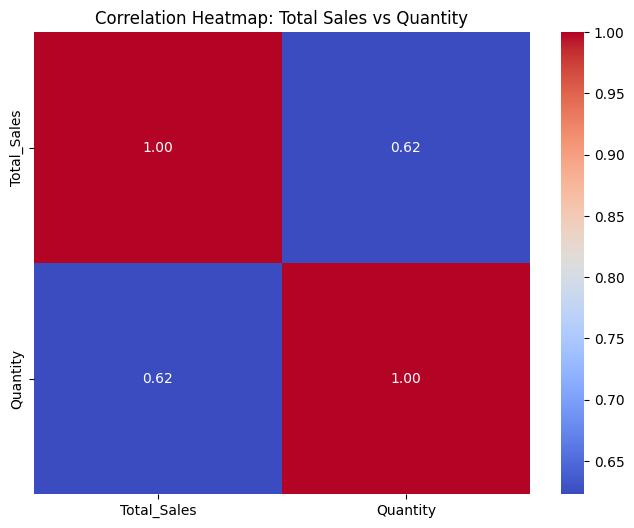 Correlation Heatmap: Total Sales vs Quantity
Total_Sales
1.00
0.62
Quantity
0.62
1.00
Total_Sales
Quantity
1.00
0.95
0.90
0.85
0.80
0.75
0.70
0.65